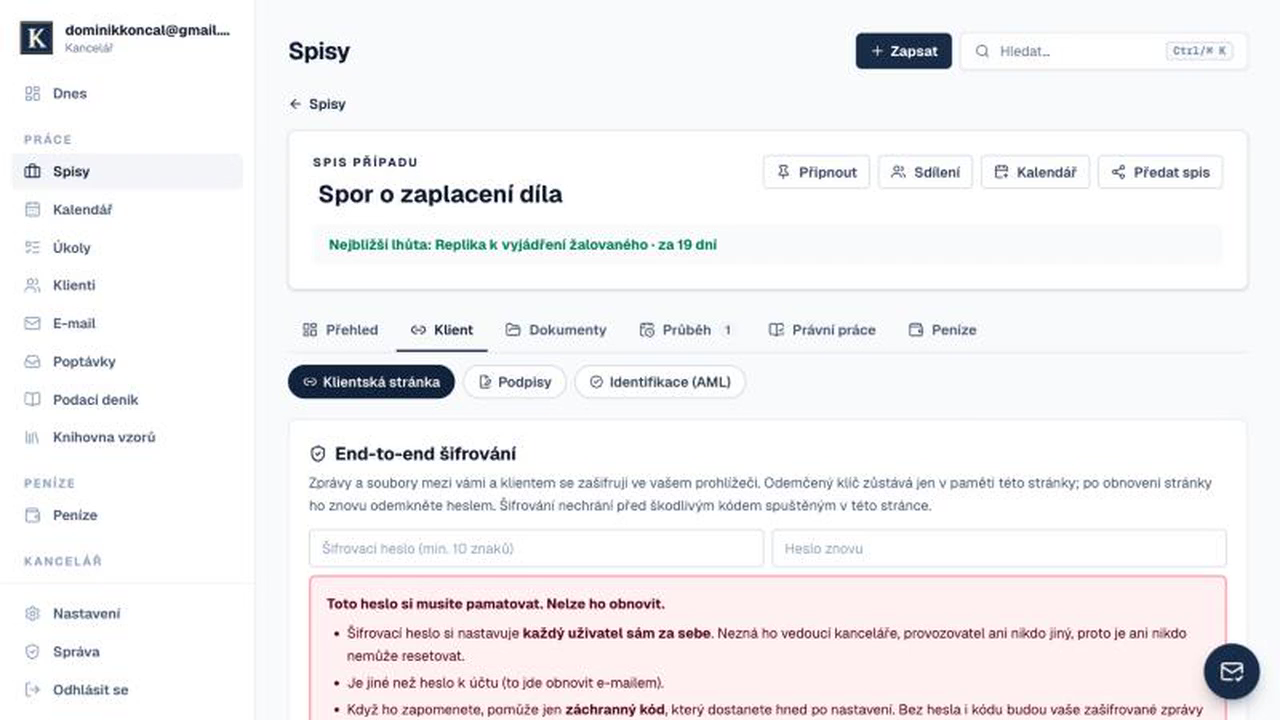 K
dominikkoncal@gmail....
Kancelář
Dnes
PRÁCE
Spisy
Kalendář
Úkoly
Klienti
E-mail
Poptávky
Podací deník
Knihovna vzorů
PENÍZE
Peníze
KANCELÁŘ
Nastavení
Správa
Odhlásit se
Spisy
+ Zapsat
Hledat…
Ctrl/⌘ K
← Spisy
SPIS PŘÍPADU
Připnout
Sdílení
Kalendář
Předat spis
Spor o zaplacení díla
Nejbližší lhůta: Replika k vyjádření žalovaného · za 19 dní
Přehled
Klient
Dokumenty
Průběh 1
Právní práce
Peníze
Klientská stránka
Podpisy
Identifikace (AML)
End-to-end šifrování
Zprávy a soubory mezi vámi a klientem se zašifrují ve vašem prohlížeči. Odemčený klíč zůstává jen v paměti této stránky; po obnovení stránky
ho znovu odemkněte heslem. Šifrování nechrání před škodlivým kódem spuštěným v této stránce.
Šifrovací heslo (min. 10 znaků)
Heslo znovu
Toto heslo si musíte pamatovat. Nelze ho obnovit.
• Šifrovací heslo si nastavuje každý uživatel sám za sebe. Nezná ho vedoucí kanceláře, provozovatel ani nikdo jiný, proto je ani nikdo
nemůže resetovat.
• Je jiné než heslo k účtu (to jde obnovit e-mailem).
• Když ho zapomenete, pomůže jen záchranný kód, který dostanete hned po nastavení. Bez hesla i kódu budou vaše zašifrované zprávy